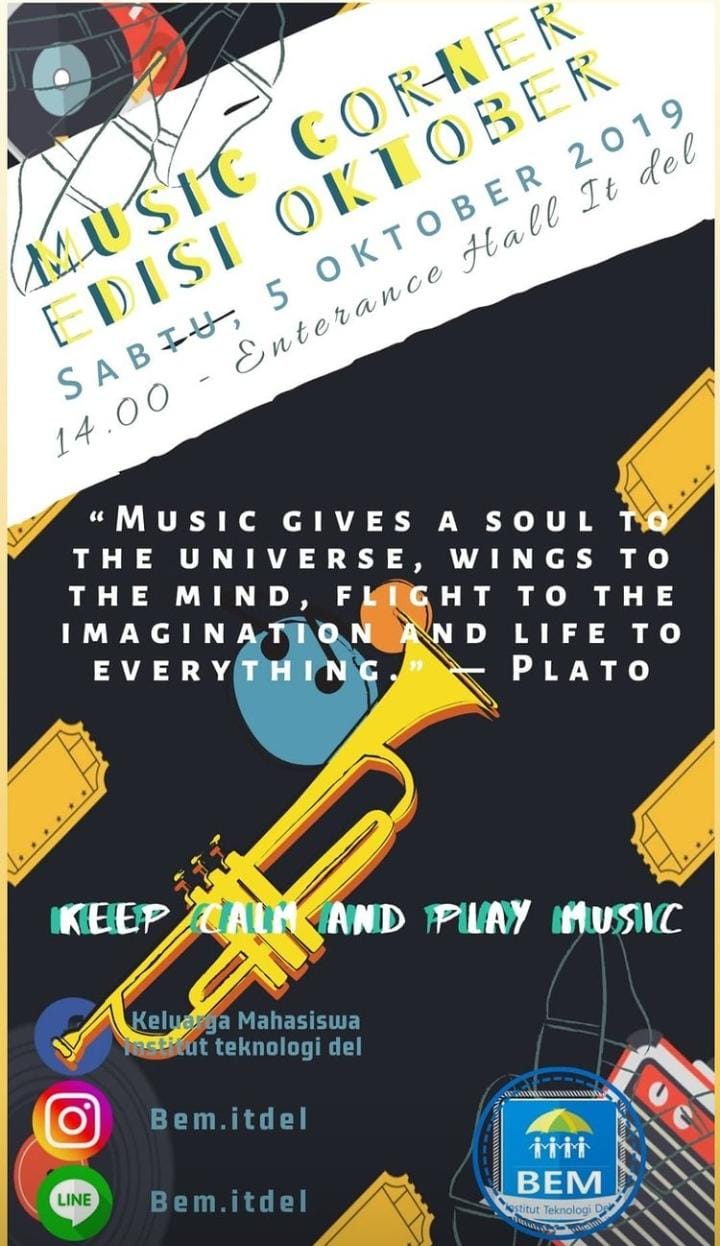 MUSIC CORNER
EDISI OKTOBER
SABTU, 5 OKTOBER 2019
14.00 - Enterance Hall It del
“MUSIC GIVES A SOUL TO
THE UNIVERSE, WINGS TO
THE MIND, FLIGHT TO THE
IMAGINATION AND LIFE TO
EVERYTHING.” — PLATO
KEEP CALM AND PLAY MUSIC
Keluarga Mahasiswa
Institut teknologi del
Bem.itdel
LINE
Bem.itdel
BEM
Institut Teknologi Del